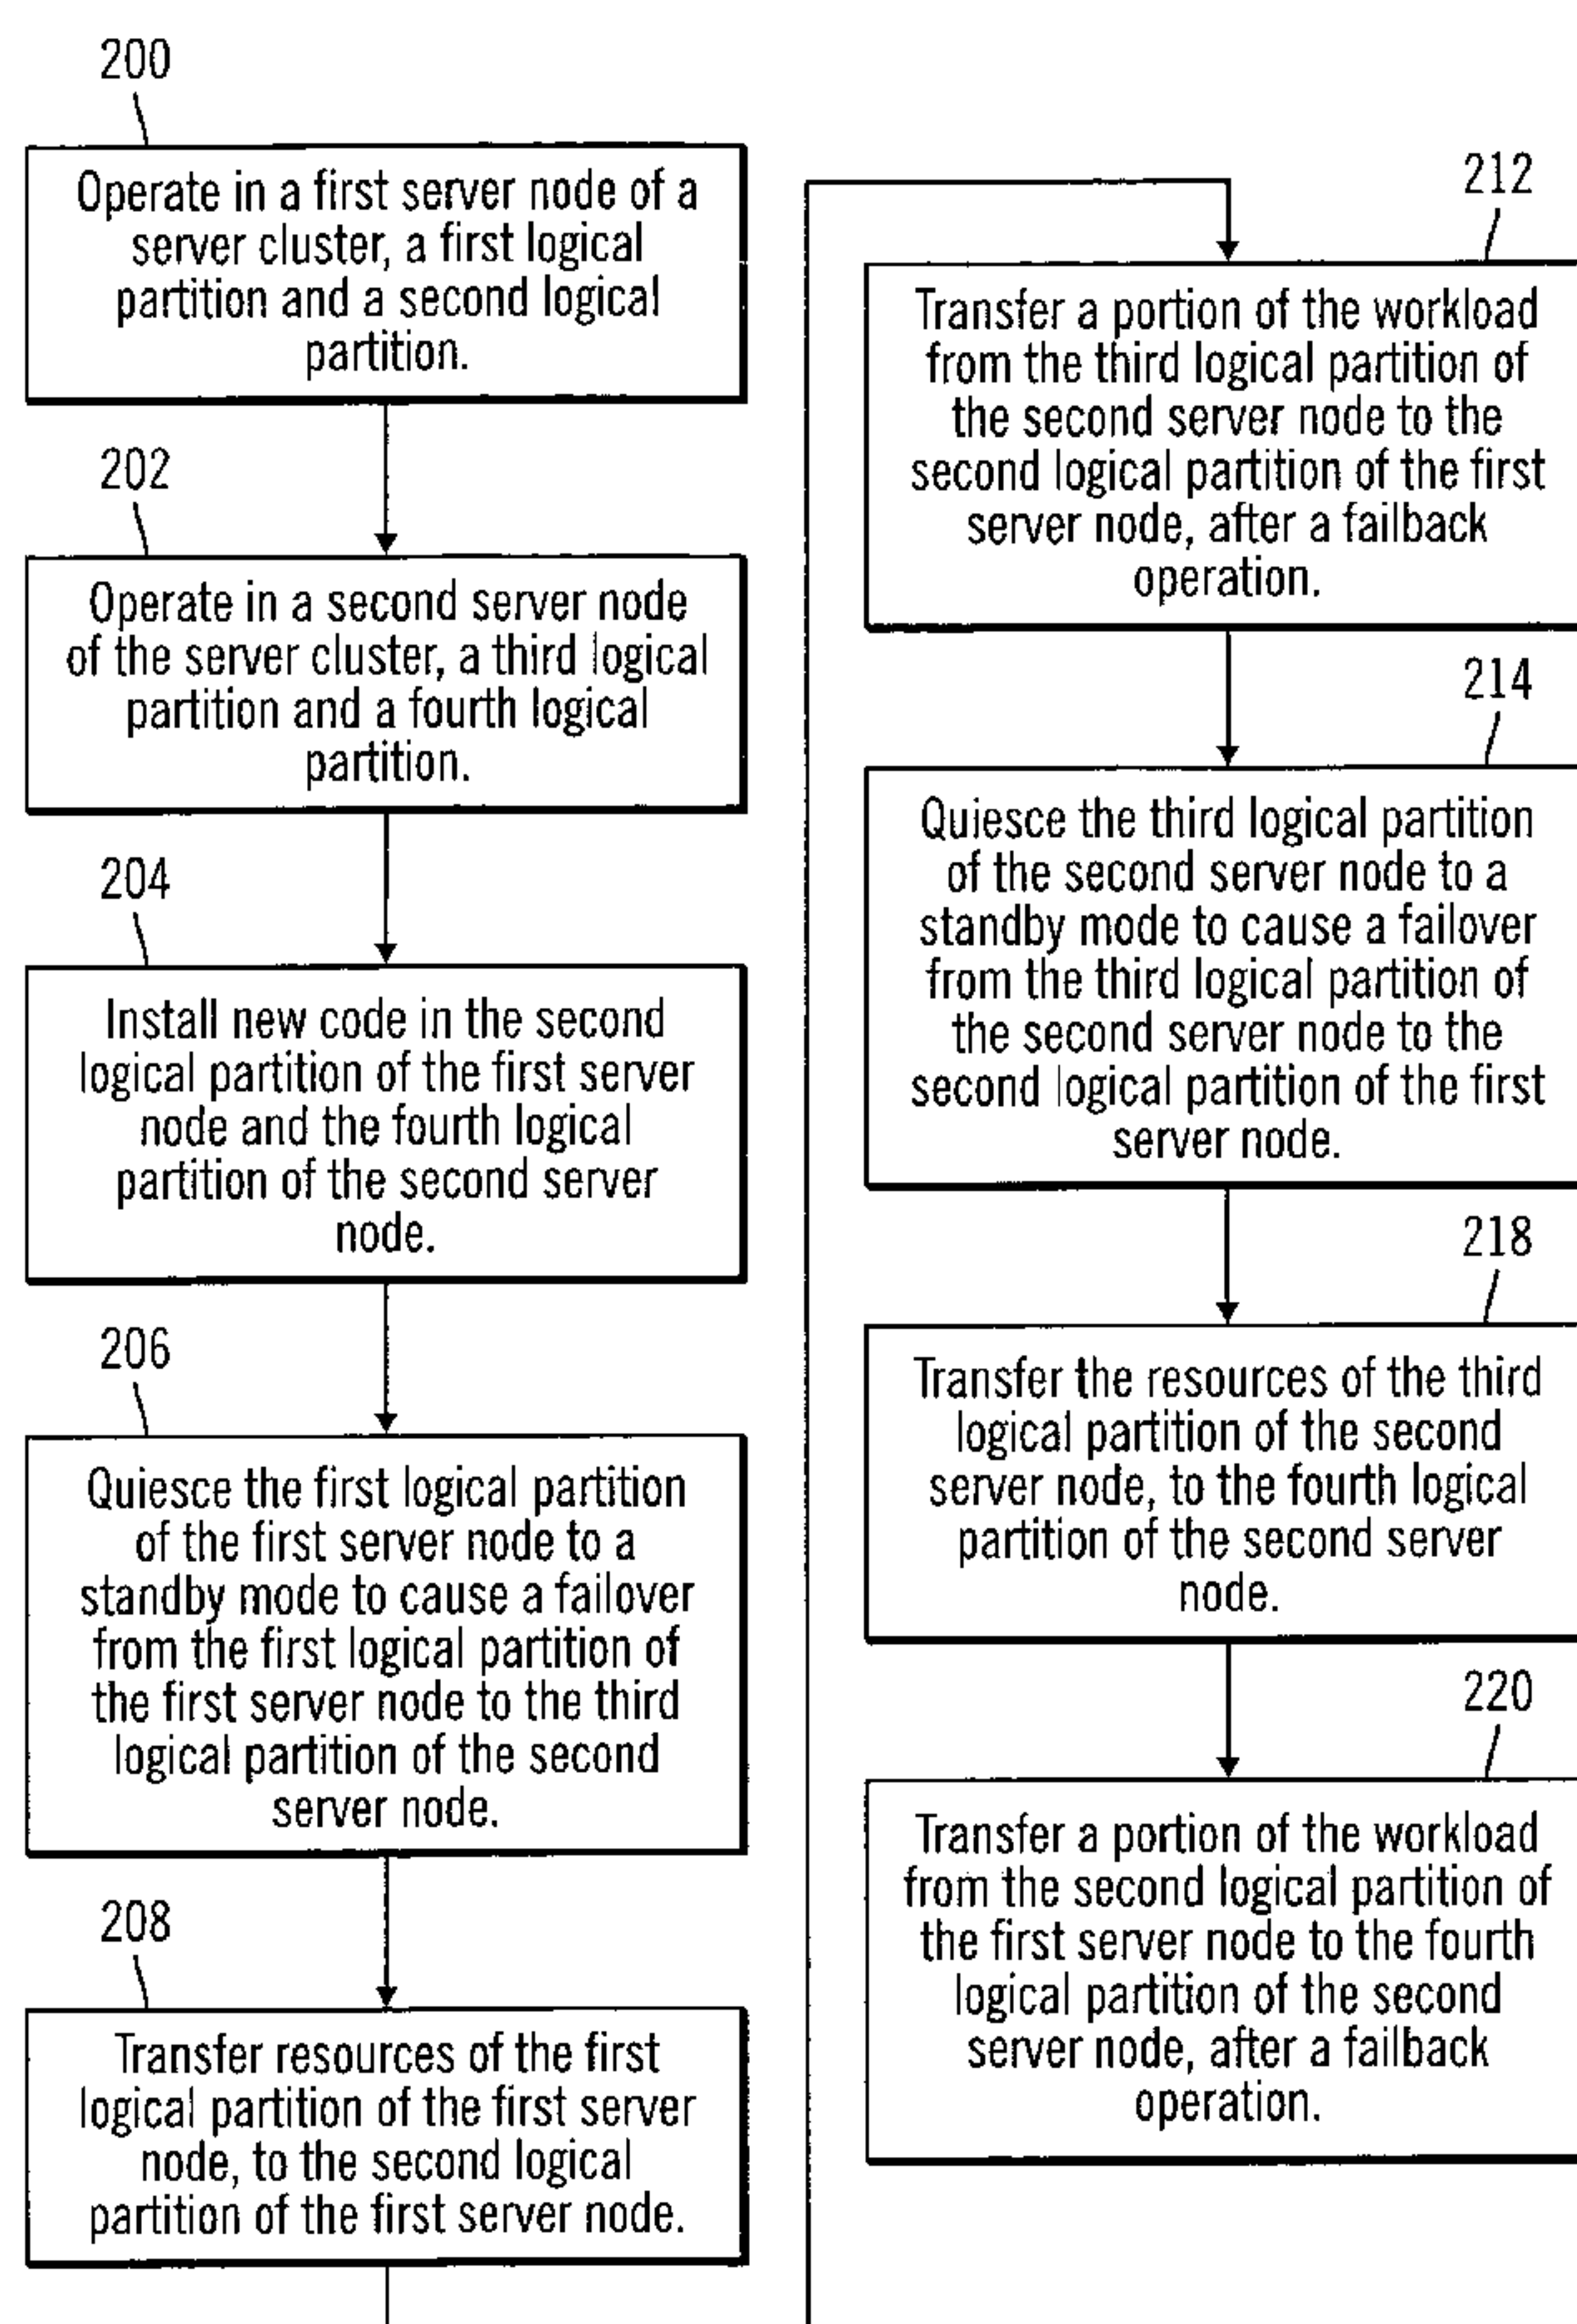 200
Operate in a first server node of a
server cluster, a first logical
partition and a second logical
partition.
202
Operate in a second server node
of the server cluster, a third logical
partition and a fourth logical
partition.
204
Install new code in the second
logical partition of the first server
node and the fourth logical
partition of the second server
node.
206
Quiesce the first logical partition
of the first server node to a
standby mode to cause a failover
from the first logical partition of
the first server node to the third
logical partition of the second
server node.
208
Transfer resources of the first
logical partition of the first server
node, to the second logical
partition of the first server node.
212
Transfer a portion of the workload
from the third logical partition of
the second server node to the
second logical partition of the first
server node, after a failback
operation.
214
Quiesce the third logical partition
of the second server node to a
standby mode to cause a failover
from the third logical partition of
the second server node to the
second logical partition of the first
server node.
218
Transfer the resources of the third
logical partition of the second
server node, to the fourth logical
partition of the second server
node.
220
Transfer a portion of the workload
from the second logical partition of
the first server node to the fourth
logical partition of the second
server node, after a failback
operation.